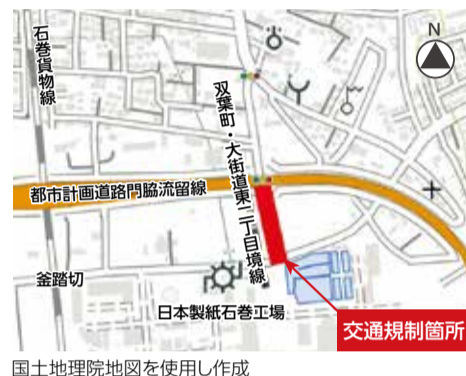 N
石巻貨物線
双葉町・大街道東二丁目境線
都市計画道路門脇流留線
釜踏切
日本製紙石巻工場
交通規制箇所
国土地理院地図を使用し作成